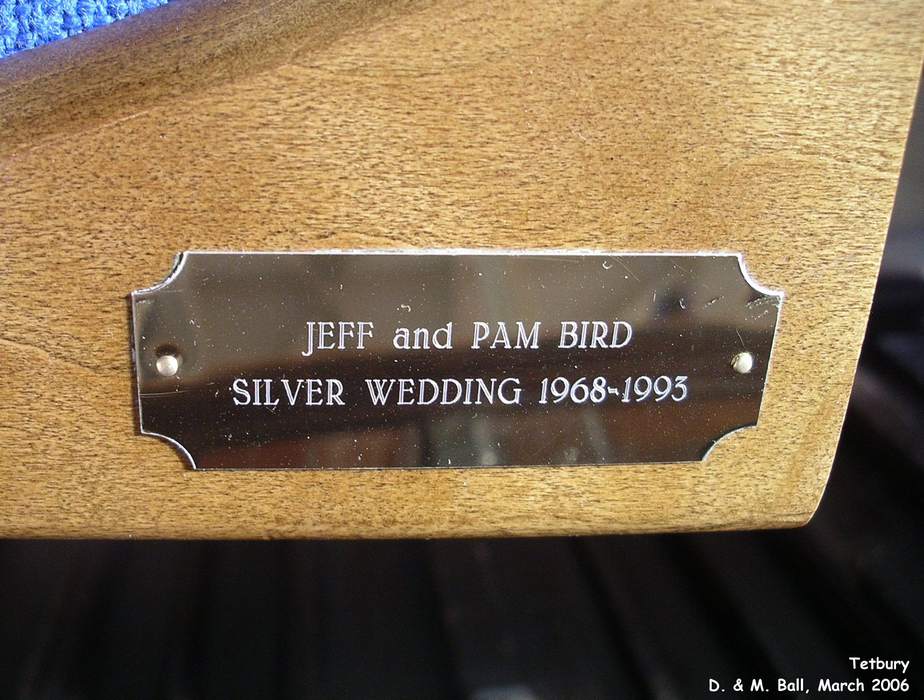 JEFF and PAM BIRD
SILVER WEDDING 1968-1993
Tetbury
D. & M. Ball, March 2006